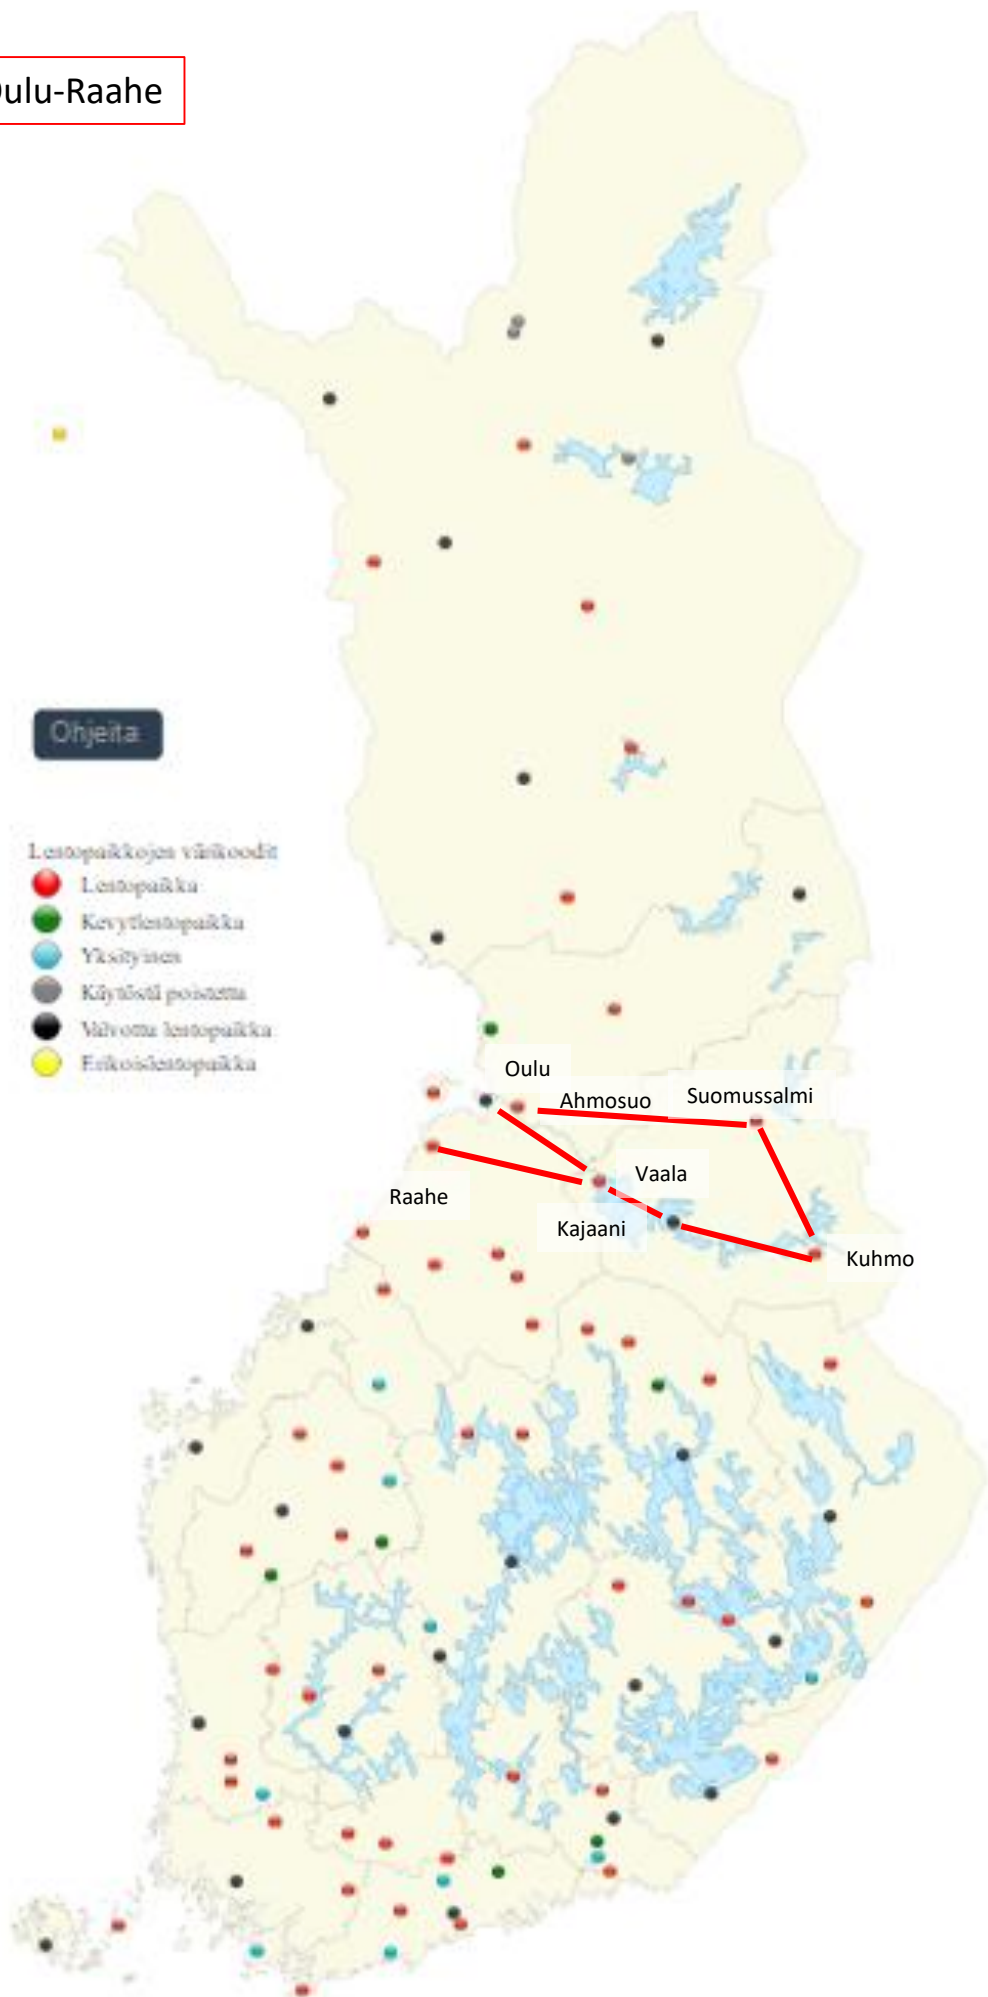 Oulu-Raahe
Ohjeita
Lentopaikkojen värikoodit
Lentopaikka
Kevytlentopaikka
Yksityinen
Käytöstä poistettu
Valvottu lentopaikka
Erikoislentopaikka
Oulu
Ahmosuo
Suomussalmi
Vaala
Raahe
Kajaani
Kuhmo